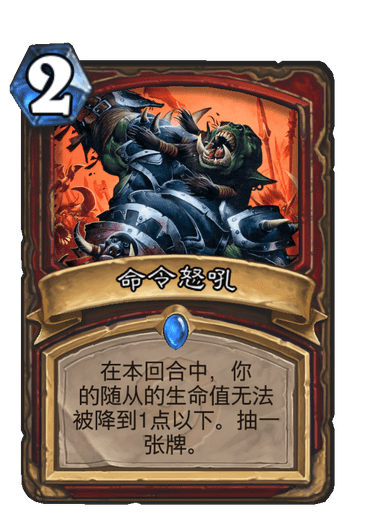 2
命令怒吼
在本回合中，你
的随从的生命值无法
被降到1点以下。抽一
张牌。